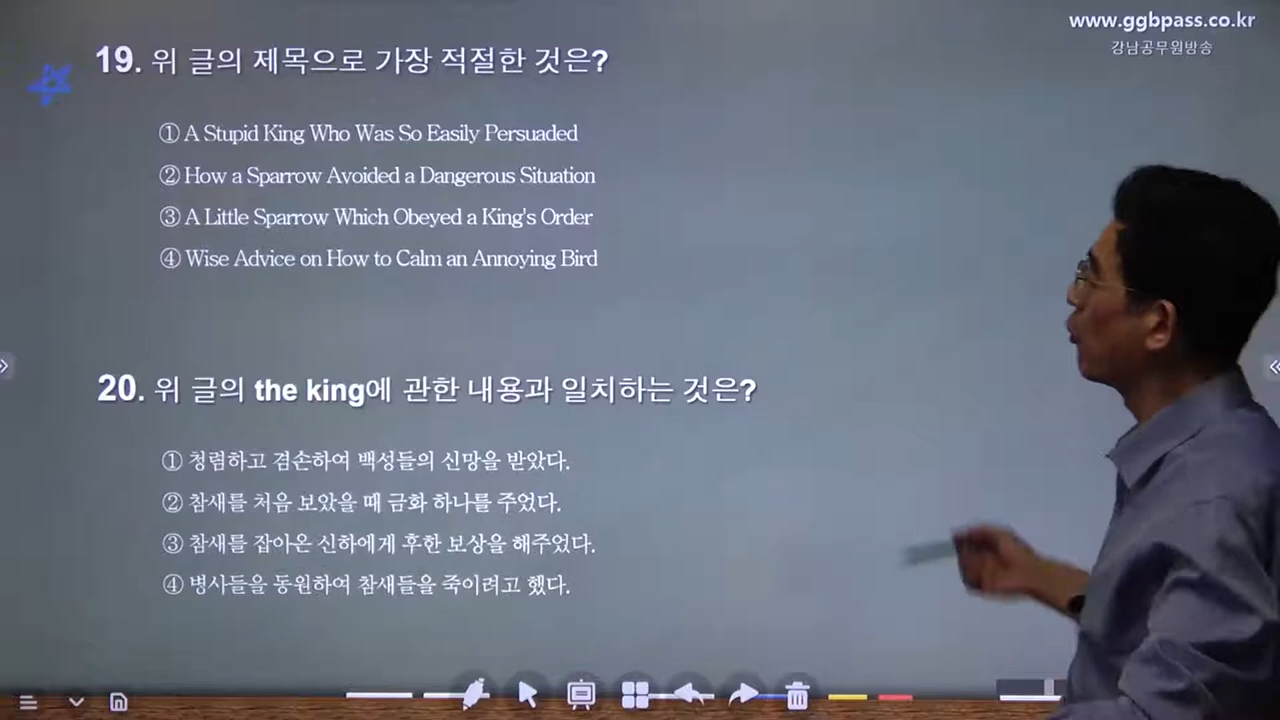 www.ggbpass.co.kr
강남공무원방송
19. 위 글의 제목으로 가장 적절한 것은?
① A Stupid King Who Was So Easily Persuaded
② How a Sparrow Avoided a Dangerous Situation
③ A Little Sparrow Which Obeyed a King's Order
④ Wise Advice on How to Calm an Annoying Bird
20. 위 글의 the king에 관한 내용과 일치하는 것은?
① 청렴하고 겸손하여 백성들의 신망을 받았다.
② 참새를 처음 보았을 때 금화 하나를 주었다.
③ 참새를 잡아온 신하에게 후한 보상을 해주었다.
④ 병사들을 동원하여 참새들을 죽이려고 했다.